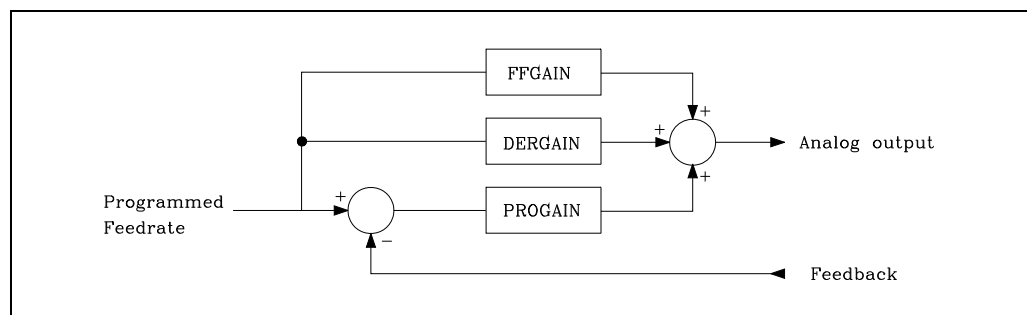 FFGAIN
+
+
DERGAIN
Analog output
Programmed
Feedrate
+
PROGAIN
+
−
Feedback